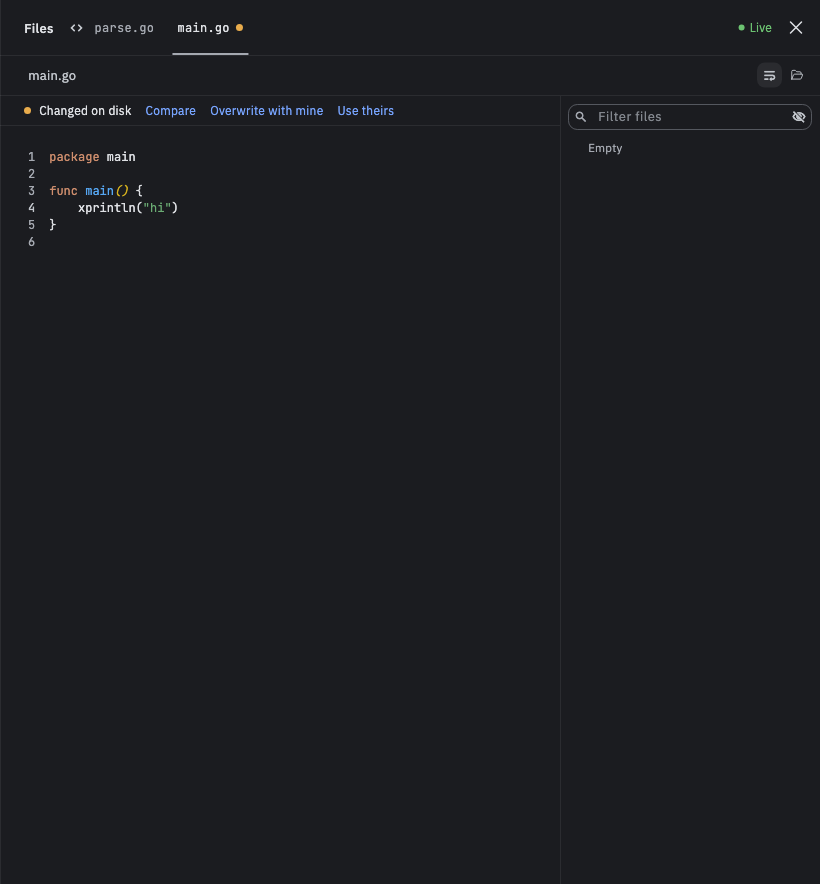 Files <> parse.go main.go Live
main.go
Changed on disk Compare Overwrite with mine Use theirs
Filter files
Empty
1 package main
2
3 func main() {
4     xprintln("hi")
5 }
6